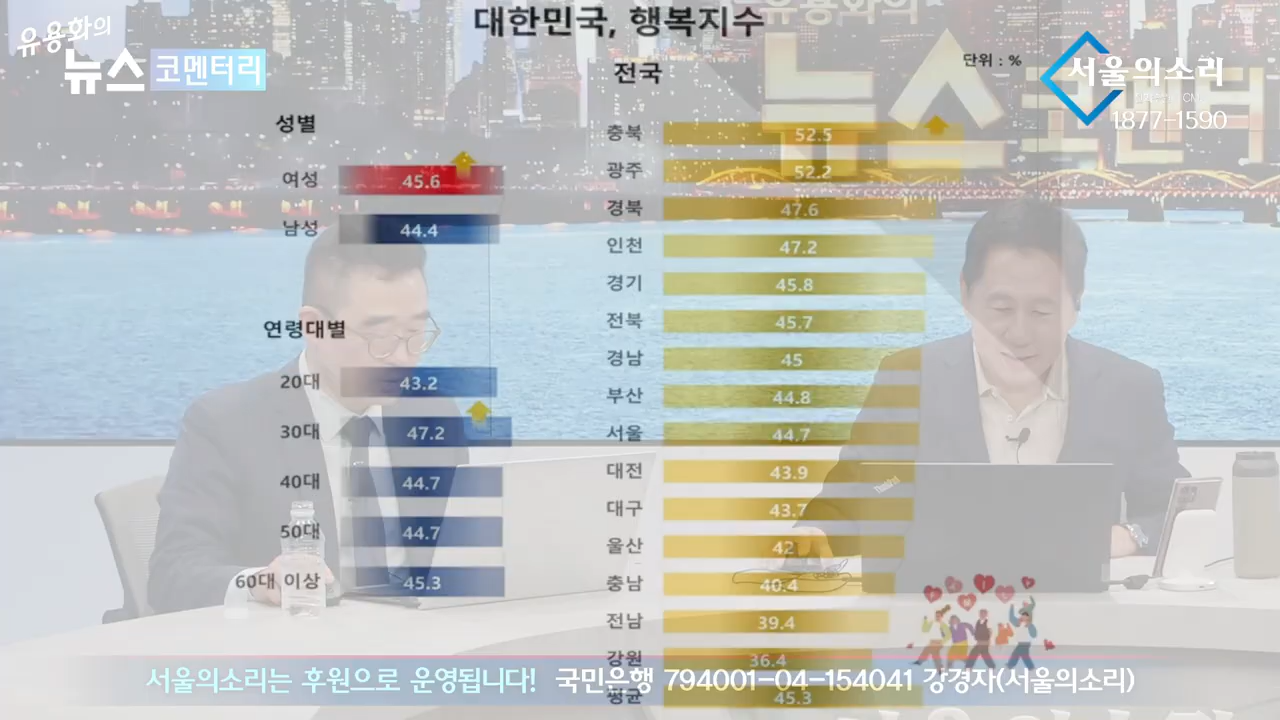 대한민국, 행복지수
유용화의
뉴스 코멘터리
전국
단위 : %
서울의소리
1877-1590
성별
여성 45.6
남성 44.4
연령대별
20대 43.2
30대 47.2
40대 44.7
50대 44.7
60대 이상 45.3
충북 52.5
광주 52.2
경북 47.6
인천 47.2
경기 45.8
전북 45.7
경남 45
부산 44.8
서울 44.7
대전 43.9
대구 43.7
울산 42
충남 40.4
전남 39.4
강원 36.4
평균 45.3
서울의소리는 후원으로 운영됩니다! 국민은행 794001-04-154041 강경자(서울의소리)
유용화의
ThinkPad